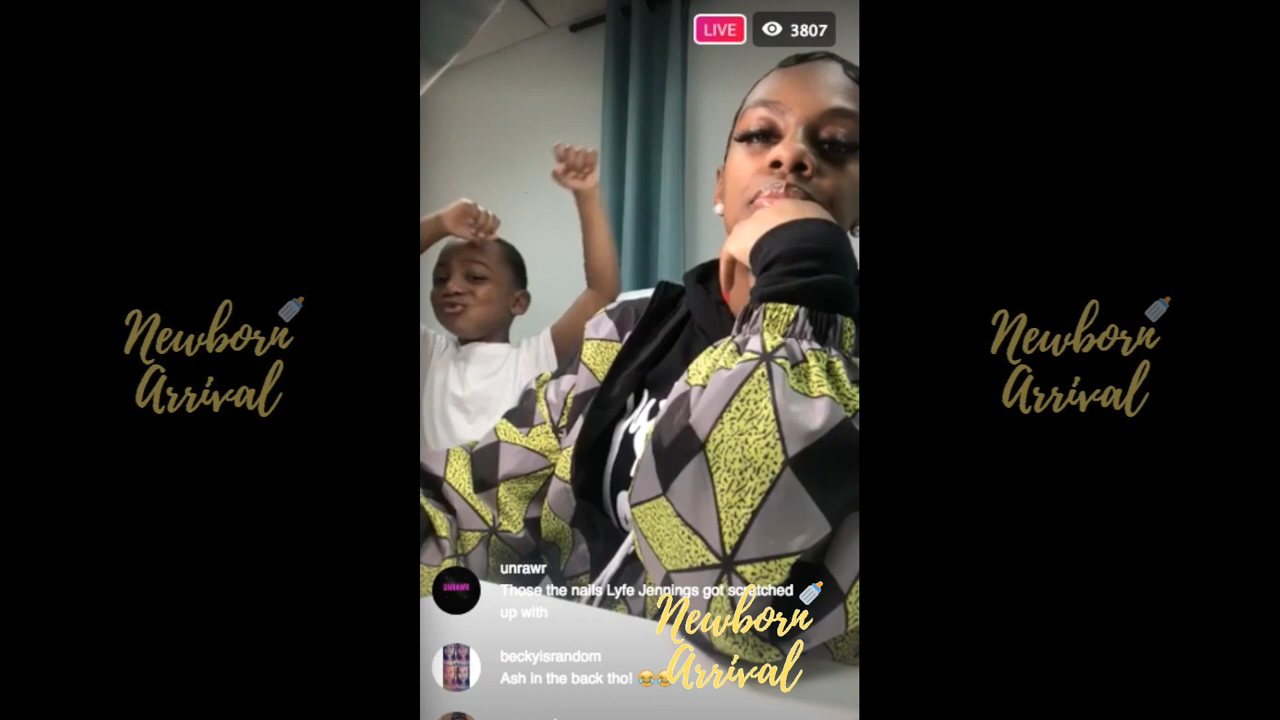 LIVE 3807
Newborn
Arrival
Newborn
Arrival
unrawr
Those the nails Lyfe Jennings got scratched
up with
beckyisrandom
Ash in the back tho! 😂😂
Newborn
Arrival